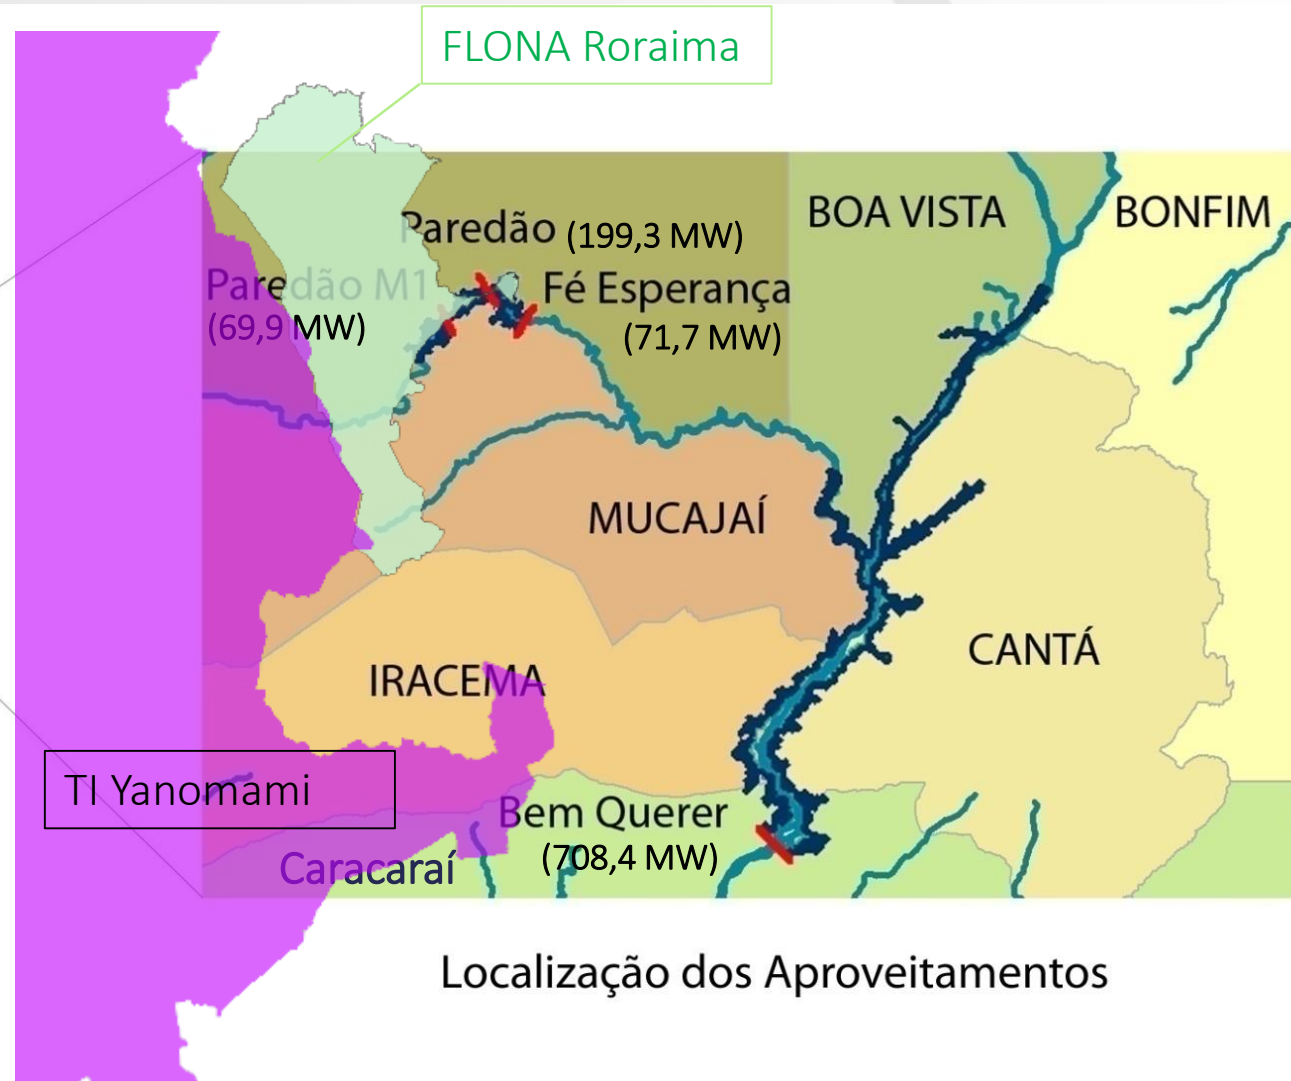 FLONA Roraima
BOA VISTA
BONFIM
Paredão (199,3 MW)
Paredão M1
Fé Esperança
(69,9 MW)
(71,7 MW)
MUCAJAÍ
CANTÁ
IRACEMA
TI Yanomami
Bem Querer
(708,4 MW)
Caracaraí
Localização dos Aproveitamentos